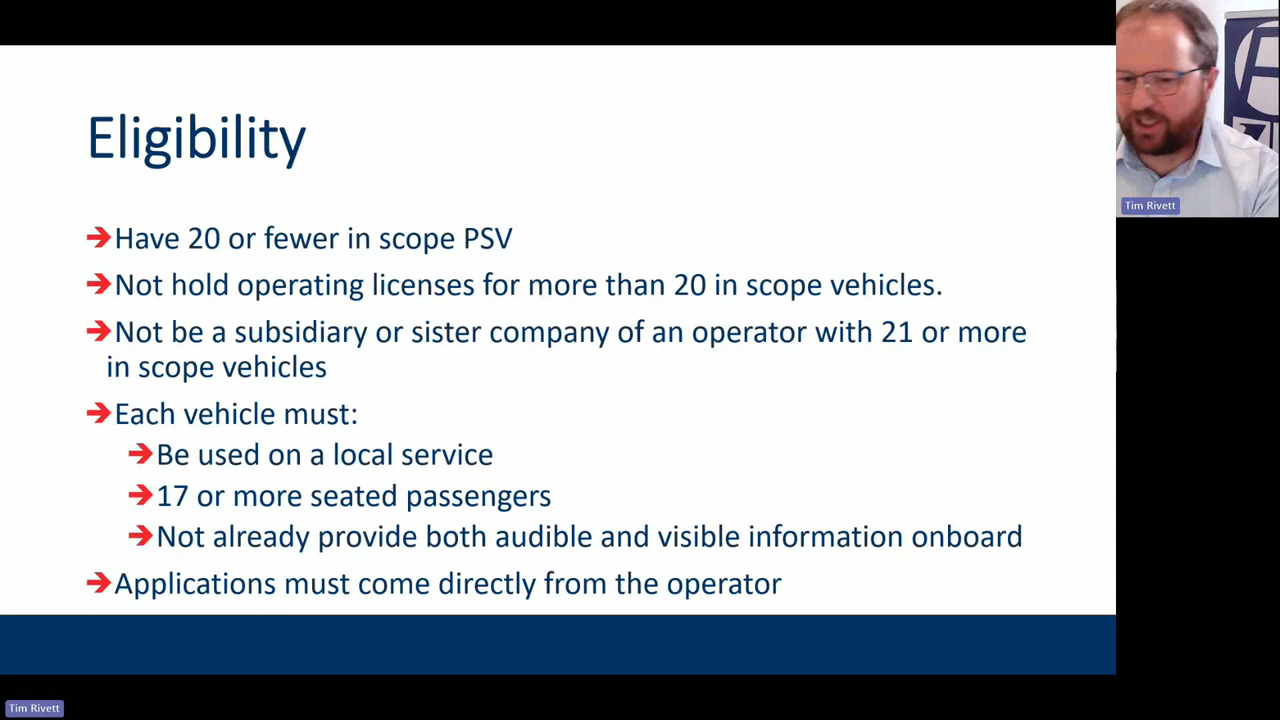 Eligibility
➔Have 20 or fewer in scope PSV
➔Not hold operating licenses for more than 20 in scope vehicles.
➔Not be a subsidiary or sister company of an operator with 21 or more
in scope vehicles
➔Each vehicle must:
➔Be used on a local service
➔17 or more seated passengers
➔Not already provide both audible and visible information onboard
➔Applications must come directly from the operator
Tim Rivett
Tim Rivett